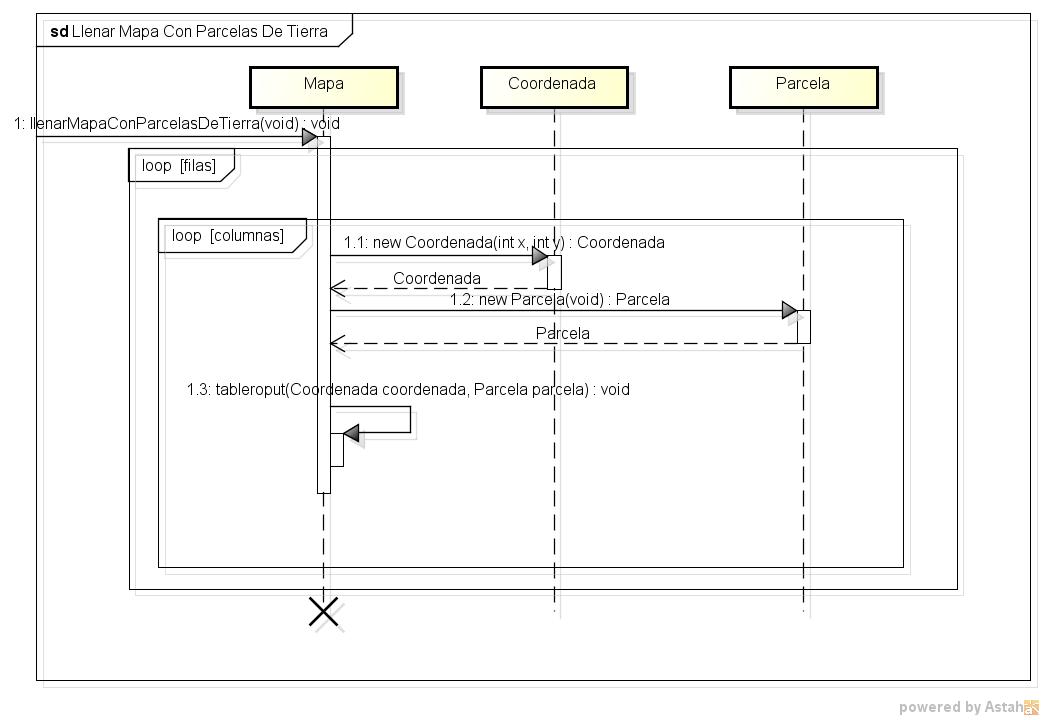 sd Llenar Mapa Con Parcelas De Tierra
Mapa
Coordenada
Parcela
1: llenarMapaConParcelasDeTierra(void) : void
loop [filas]
loop [columnas]
1.1: new Coordenada(int x, int y) : Coordenada
Coordenada
1.2: new Parcela(void) : Parcela
Parcela
1.3: tableroput(Coordenada coordenada, Parcela parcela) : void
powered by Astah